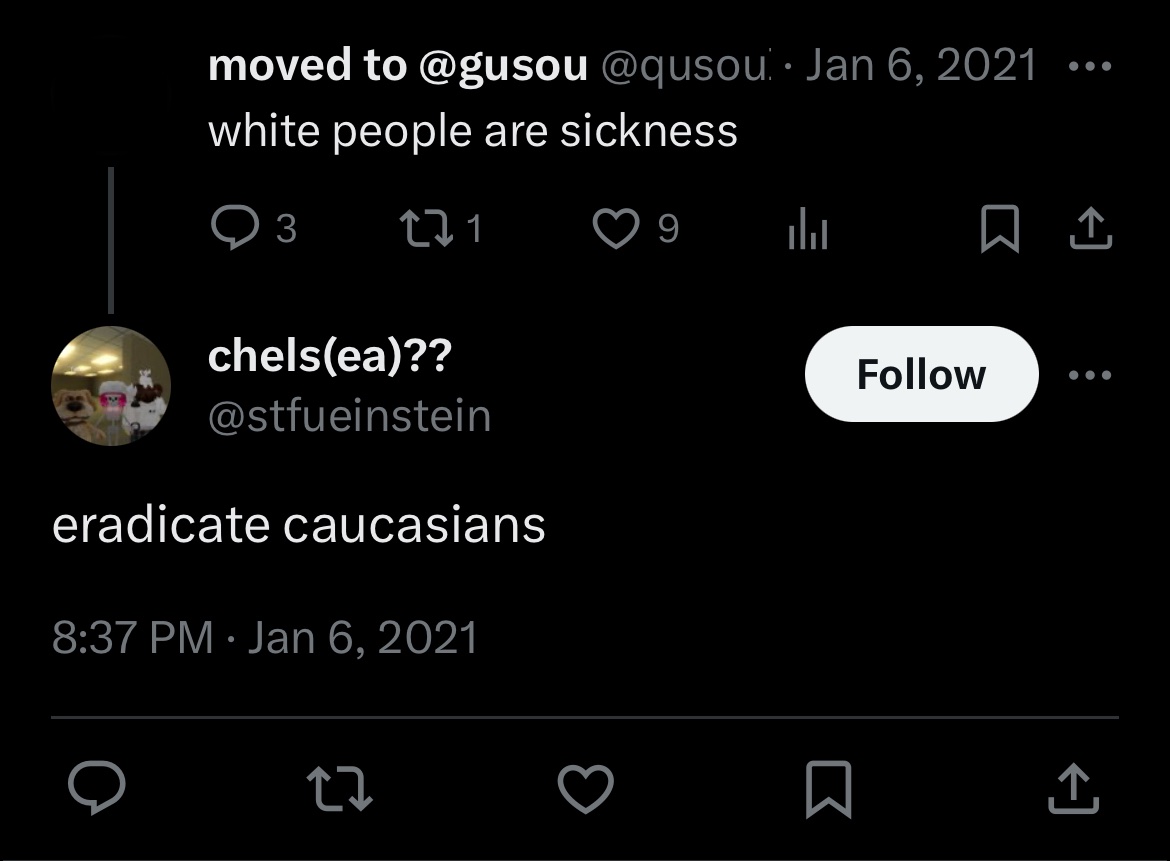 moved to @gusou @qusou · Jan 6, 2021
white people are sickness
3 1 9
chels(ea)??
@stfueinstein
Follow
eradicate caucasians
8:37 PM · Jan 6, 2021